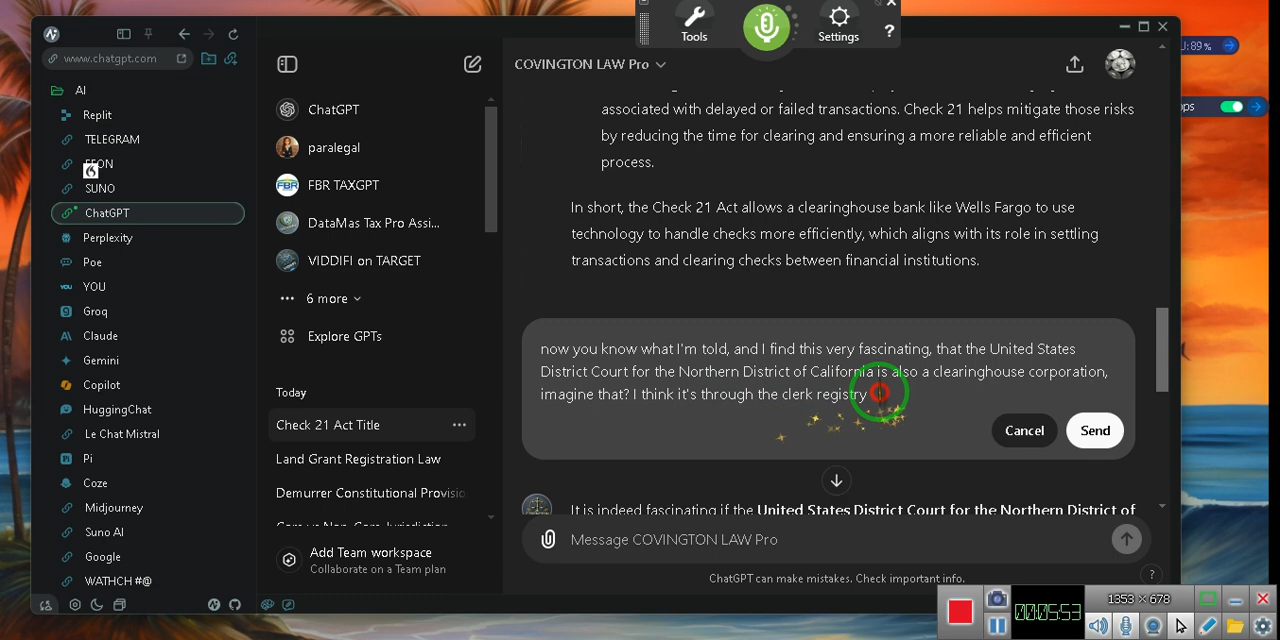 Tools
Settings
?
J: 89 %
www.chatgpt.com
COVINGTON LAW Pro
AI
Replit
TELEGRAM
SUNO
ChatGPT
Perplexity
Poe
YOU
Groq
Claude
Gemini
Copilot
HuggingChat
Le Chat Mistral
Pi
Coze
Midjourney
Suno AI
Google
WATHCH #@
ChatGPT
paralegal
FBR TAXGPT
DataMas Tax Pro Assi...
VIDDIFI on TARGET
6 more
Explore GPTs
Today
Check 21 Act Title
Land Grant Registration Law
Demurrer Constitutional Provisio
Add Team workspace
Collaborate on a Team plan
associated with delayed or failed transactions. Check 21 helps mitigate those risks
by reducing the time for clearing and ensuring a more reliable and efficient
process.
In short, the Check 21 Act allows a clearinghouse bank like Wells Fargo to use
technology to handle checks more efficiently, which aligns with its role in settling
transactions and clearing checks between financial institutions.
now you know what I'm told, and I find this very fascinating, that the United States
District Court for the Northern District of California is also a clearinghouse corporation,
imagine that? I think it's through the clerk registry
Cancel
Send
It is indeed fascinating if the United States District Court for the Northern District of
Message COVINGTON LAW Pro
ChatGPT can make mistakes. Check important info.
?
00:05:53
1353 × 678